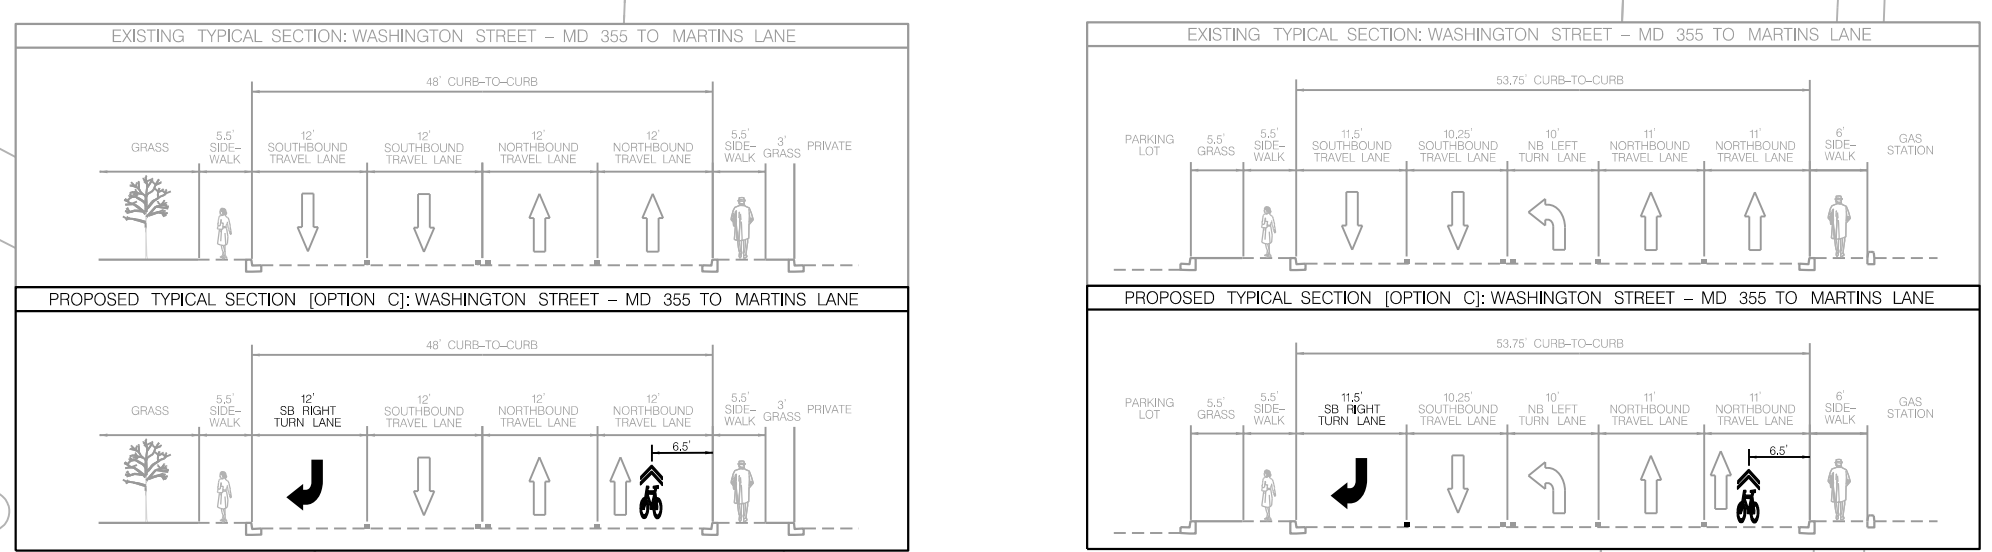 EXISTING TYPICAL SECTION: WASHINGTON STREET – MD 355 TO MARTINS LANE
48' CURB–TO–CURB
GRASS
5.5'
SIDE–
WALK
12'
SOUTHBOUND
TRAVEL LANE
12'
SOUTHBOUND
TRAVEL LANE
12'
NORTHBOUND
TRAVEL LANE
12'
NORTHBOUND
TRAVEL LANE
5.5'
SIDE–
WALK
3'
GRASS
PRIVATE
PROPOSED TYPICAL SECTION [OPTION C]: WASHINGTON STREET – MD 355 TO MARTINS LANE
48' CURB–TO–CURB
GRASS
5.5'
SIDE–
WALK
12'
SB RIGHT
TURN LANE
12'
SOUTHBOUND
TRAVEL LANE
12'
NORTHBOUND
TRAVEL LANE
12'
NORTHBOUND
TRAVEL LANE
5.5'
SIDE–
WALK
3'
GRASS
PRIVATE
6.5'
EXISTING TYPICAL SECTION: WASHINGTON STREET – MD 355 TO MARTINS LANE
53.75' CURB–TO–CURB
PARKING
LOT
5.5'
GRASS
5.5'
SIDE–
WALK
11.5'
SOUTHBOUND
TRAVEL LANE
10.25'
SOUTHBOUND
TRAVEL LANE
10'
NB LEFT
TURN LANE
11'
NORTHBOUND
TRAVEL LANE
11'
NORTHBOUND
TRAVEL LANE
6'
SIDE–
WALK
GAS
STATION
PROPOSED TYPICAL SECTION [OPTION C]: WASHINGTON STREET – MD 355 TO MARTINS LANE
53.75' CURB–TO–CURB
PARKING
LOT
5.5'
GRASS
5.5'
SIDE–
WALK
11.5'
SB RIGHT
TURN LANE
10.25'
SOUTHBOUND
TRAVEL LANE
10'
NB LEFT
TURN LANE
11'
NORTHBOUND
TRAVEL LANE
11'
NORTHBOUND
TRAVEL LANE
6'
SIDE–
WALK
GAS
STATION
6.5'